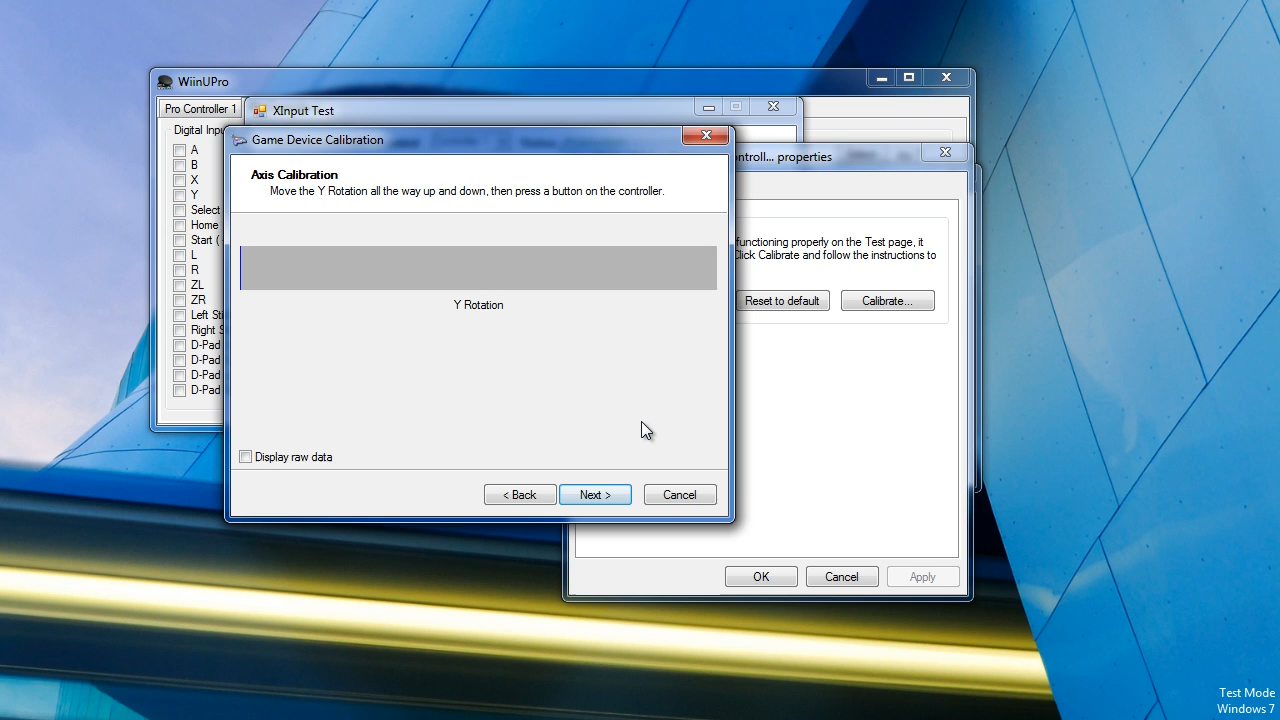 WiinUPro
Pro Controller 1
XInput Test
Digital Inpu
A
B
X
Y
Select
Home
Start (
L
R
ZL
ZR
Left Sti
Right S
D-Pad
D-Pad
D-Pad
D-Pad
Game Device Calibration
Axis Calibration
Move the Y Rotation all the way up and down, then press a button on the controller.
Y Rotation
Display raw data
< Back
Next >
Cancel
ontroll... properties
functioning properly on the Test page, it
Click Calibrate and follow the instructions to
Reset to default
Calibrate...
OK
Cancel
Apply
Test Mode
Windows 7